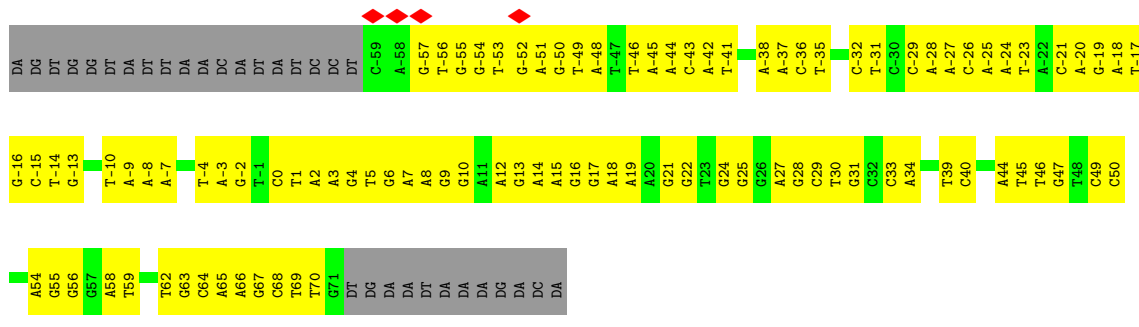 DA DG DT DG DG DT DA DT DT DA DA DC DA DT DA DT DC DC DT C-59 A-58 G-57 T-56 G-55 G-54 T-53 G-52 A-51 G-50 T-49 A-48 T-47 T-46 A-45 A-44 C-43 A-42 T-41 A-38 A-37 C-36 T-35 C-32 T-31 C-30 C-29 A-28 A-27 C-26 A-25 A-24 T-23 A-22 C-21 A-20 G-19 A-18 T-17
G-16 C-15 T-14 G-13 T-10 A-9 A-8 A-7 T-4 A-3 G-2 T-1 C0 T1 A2 A3 G4 T5 G6 A7 A8 G9 G10 A11 A12 G13 A14 A15 G16 G17 A18 A19 A20 G21 G22 T23 G24 G25 G26 A27 G28 C29 T30 G31 C32 C33 A34 T39 C40 A44 T45 T46 G47 T48 C49 C50
A54 G55 G56 G57 A58 T59 T62 G63 C64 A65 A66 G67 C68 T69 T70 G71 DT DG DA DA DT DA DA DA DG DA DC DA